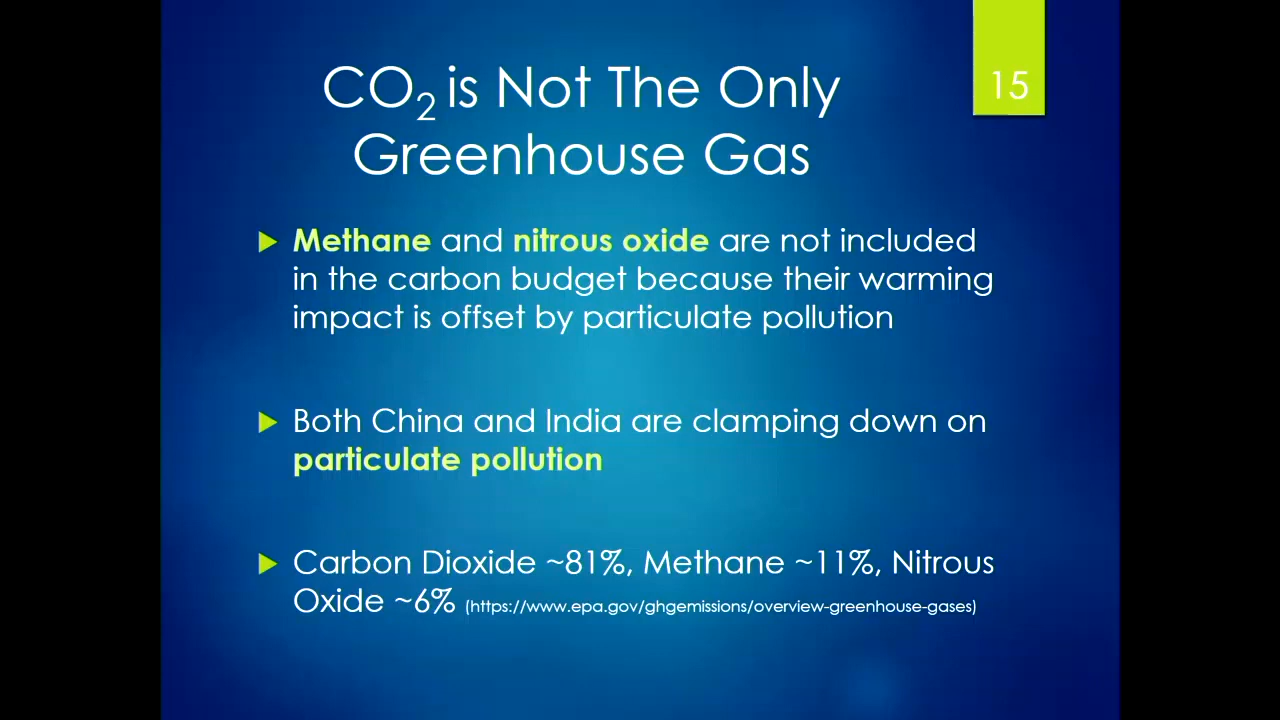 15
CO₂ is Not The Only
Greenhouse Gas
Methane and nitrous oxide are not included
in the carbon budget because their warming
impact is offset by particulate pollution
Both China and India are clamping down on
particulate pollution
Carbon Dioxide ~81%, Methane ~11%, Nitrous
Oxide ~6% (https://www.epa.gov/ghgemissions/overview-greenhouse-gases)